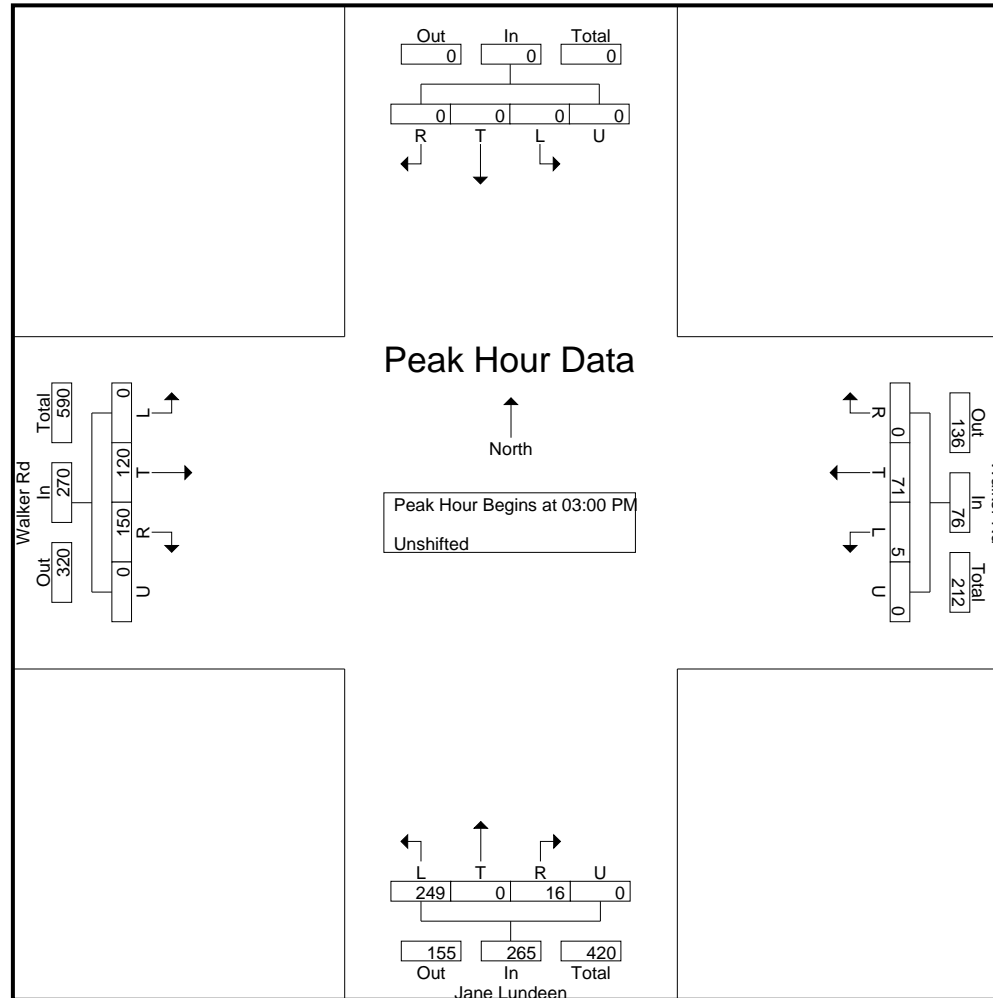 Out In Total
0 0 0
0 0 0 0
R T L U
Peak Hour Data
North
Peak Hour Begins at 03:00 PM
Unshifted
Walker Rd
Total In Out
590 270 320
0 120 150 0
L T R U
R T L U
0 71 5 0
Out In Total
136 76 212
L T R U
249 0 16 0
155 265 420
Out In Total
Jane Lundeen